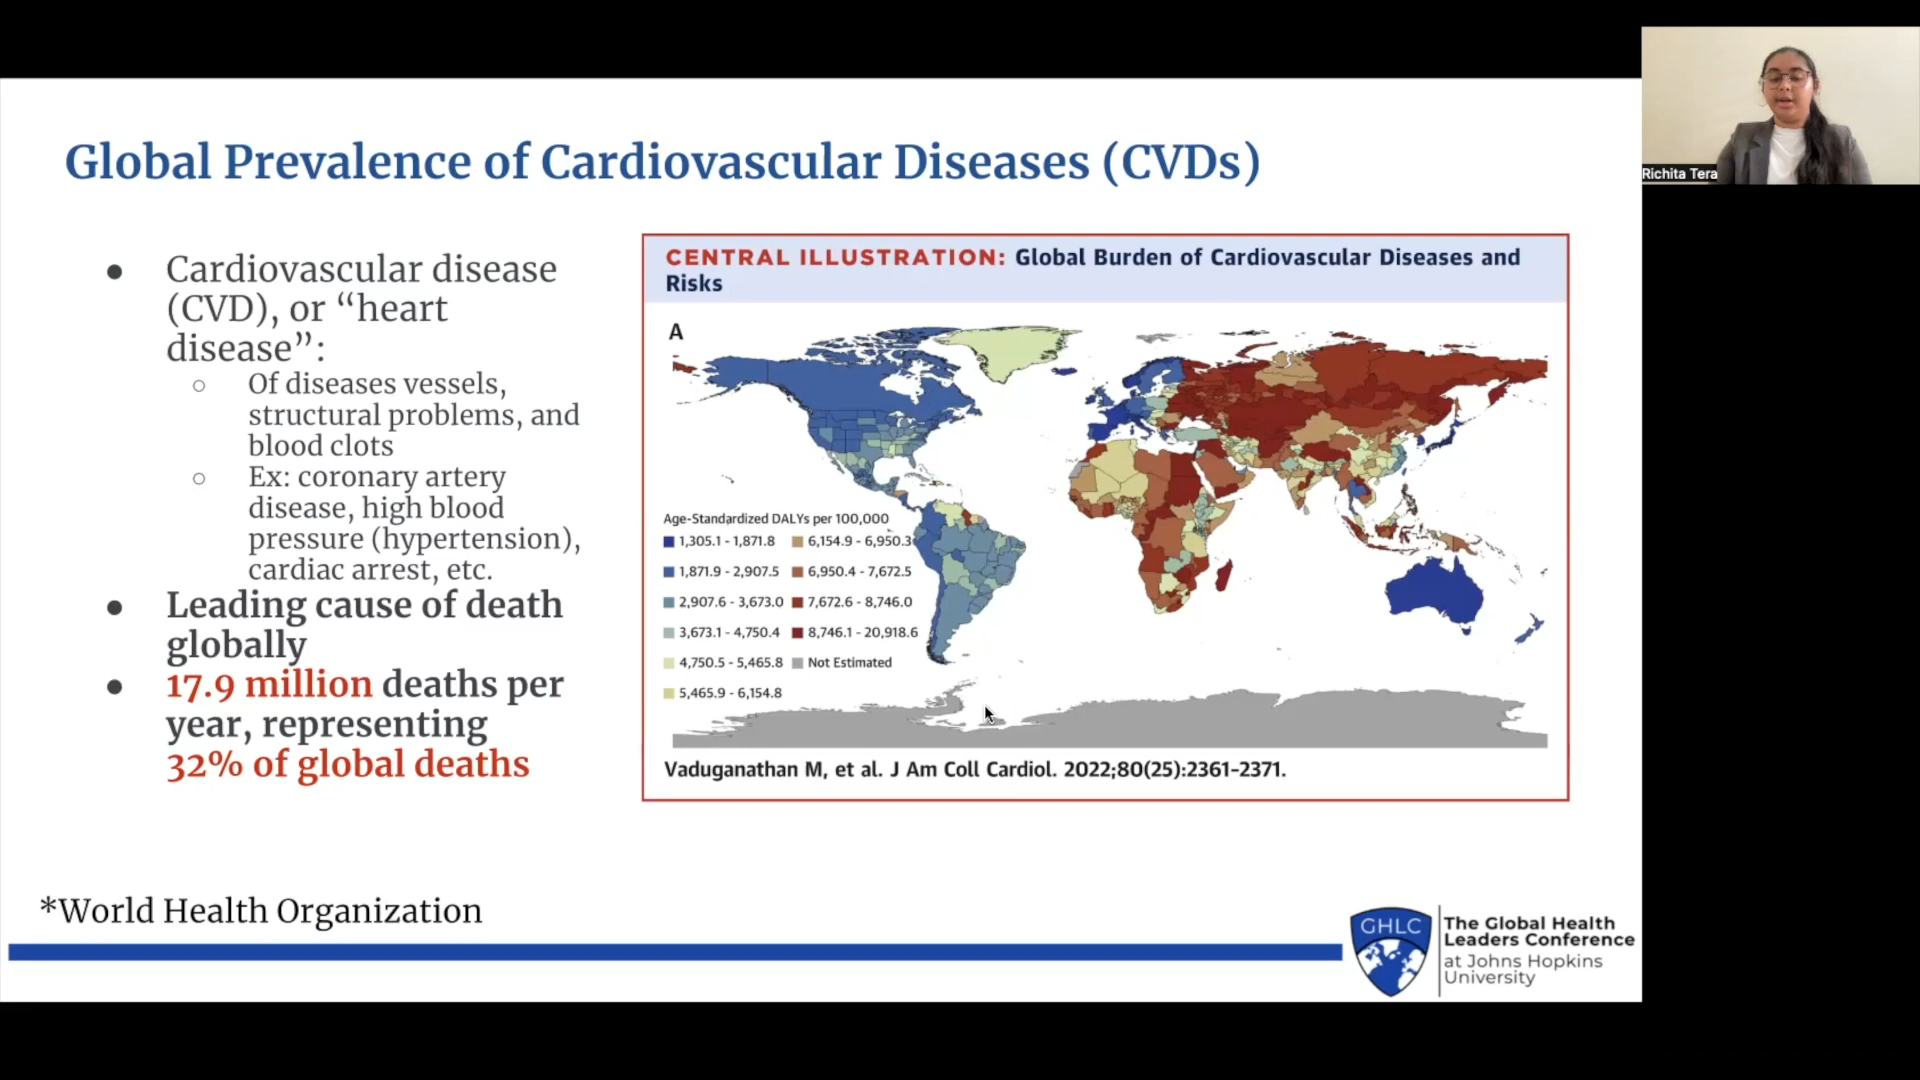 Global Prevalence of Cardiovascular Diseases (CVDs)
● Cardiovascular disease
(CVD), or “heart
disease”:
○ Of diseases vessels,
structural problems, and
blood clots
○ Ex: coronary artery
disease, high blood
pressure (hypertension),
cardiac arrest, etc.
● Leading cause of death
globally
● 17.9 million deaths per
year, representing
32% of global deaths
CENTRAL ILLUSTRATION: Global Burden of Cardiovascular Diseases and
Risks
A
Age-Standardized DALYs per 100,000
1,305.1 - 1,871.8
1,871.9 - 2,907.5
2,907.6 - 3,673.0
3,673.1 - 4,750.4
4,750.5 - 5,465.8
5,465.9 - 6,154.8
6,154.9 - 6,950.3
6,950.4 - 7,672.5
7,672.6 - 8,746.0
8,746.1 - 20,918.6
Not Estimated
Vaduganathan M, et al. J Am Coll Cardiol. 2022;80(25):2361–2371.
*World Health Organization
GHLC
The Global Health
Leaders Conference
at Johns Hopkins
University
Richita Tera